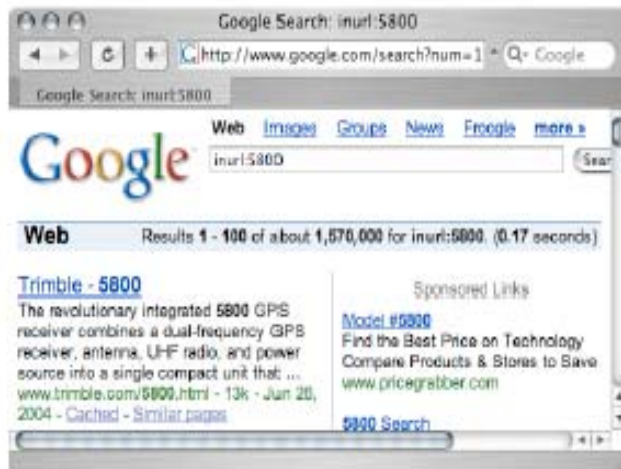 Google Search: inurl:5800
http://www.google.com/search?num=1
Google
Google Search: inurl:5800
Web Images Groups News Froogle more »
Google
inurl:5800
Sear
Web Results 1 - 100 of about 1,570,000 for inurl:5800. (0.17 seconds)
Trimble - 5800
The revolutionary integrated 5800 GPS
receiver combines a dual-frequency GPS
receiver, antenna, UHF radio, and power
source into a single compact unit that: ...
www.trimble.com/5800.html - 13k - Jun 26,
2004 - Cached - Similar pages
Sponsored Links
Model #5800
Find the Best Price on Technology
Compare Products & Stores to Save
www.pricegrabber.com
5800 Search